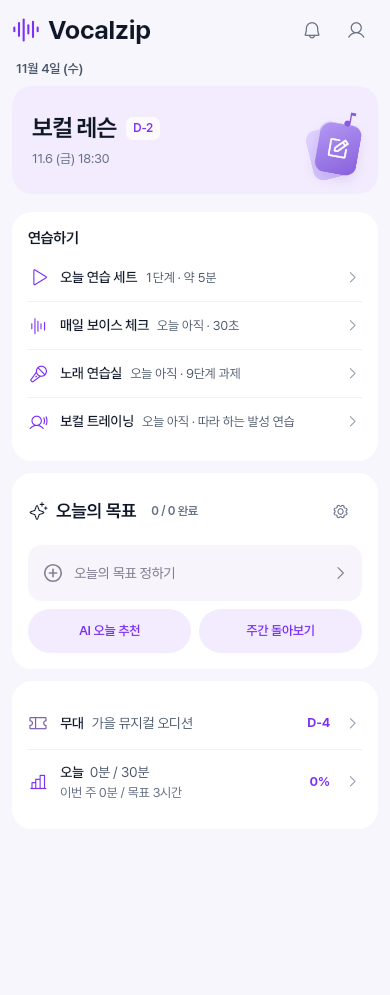 Vocalzip
11월 4일 (수)
보컬 레슨 D-2
11.6 (금) 18:30
연습하기
오늘 연습 세트 1단계 · 약 5분
매일 보이스 체크 오늘 아직 · 30초
노래 연습실 오늘 아직 · 9단계 과제
보컬 트레이닝 오늘 아직 · 따라 하는 발성 연습
오늘의 목표 0 / 0 완료
오늘의 목표 정하기
AI 오늘 추천 주간 돌아보기
무대 가을 뮤지컬 오디션 D-4
오늘 0분 / 30분
이번 주 0분 / 목표 3시간 0%